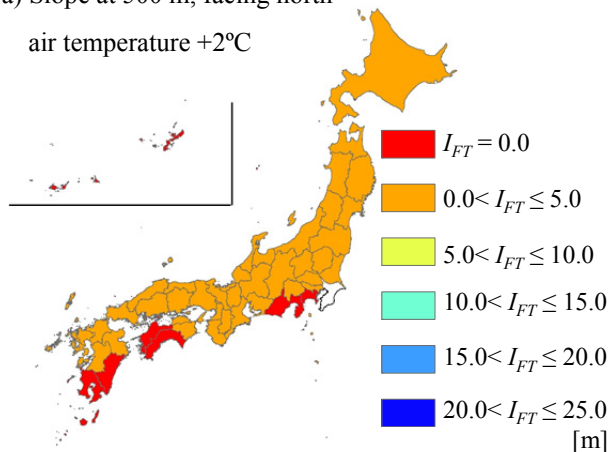 a) Slope at 500 m, facing north
air temperature +2ºC
I_FT = 0.0
0.0< I_FT ≤ 5.0
5.0< I_FT ≤ 10.0
10.0< I_FT ≤ 15.0
15.0< I_FT ≤ 20.0
20.0< I_FT ≤ 25.0
[m]